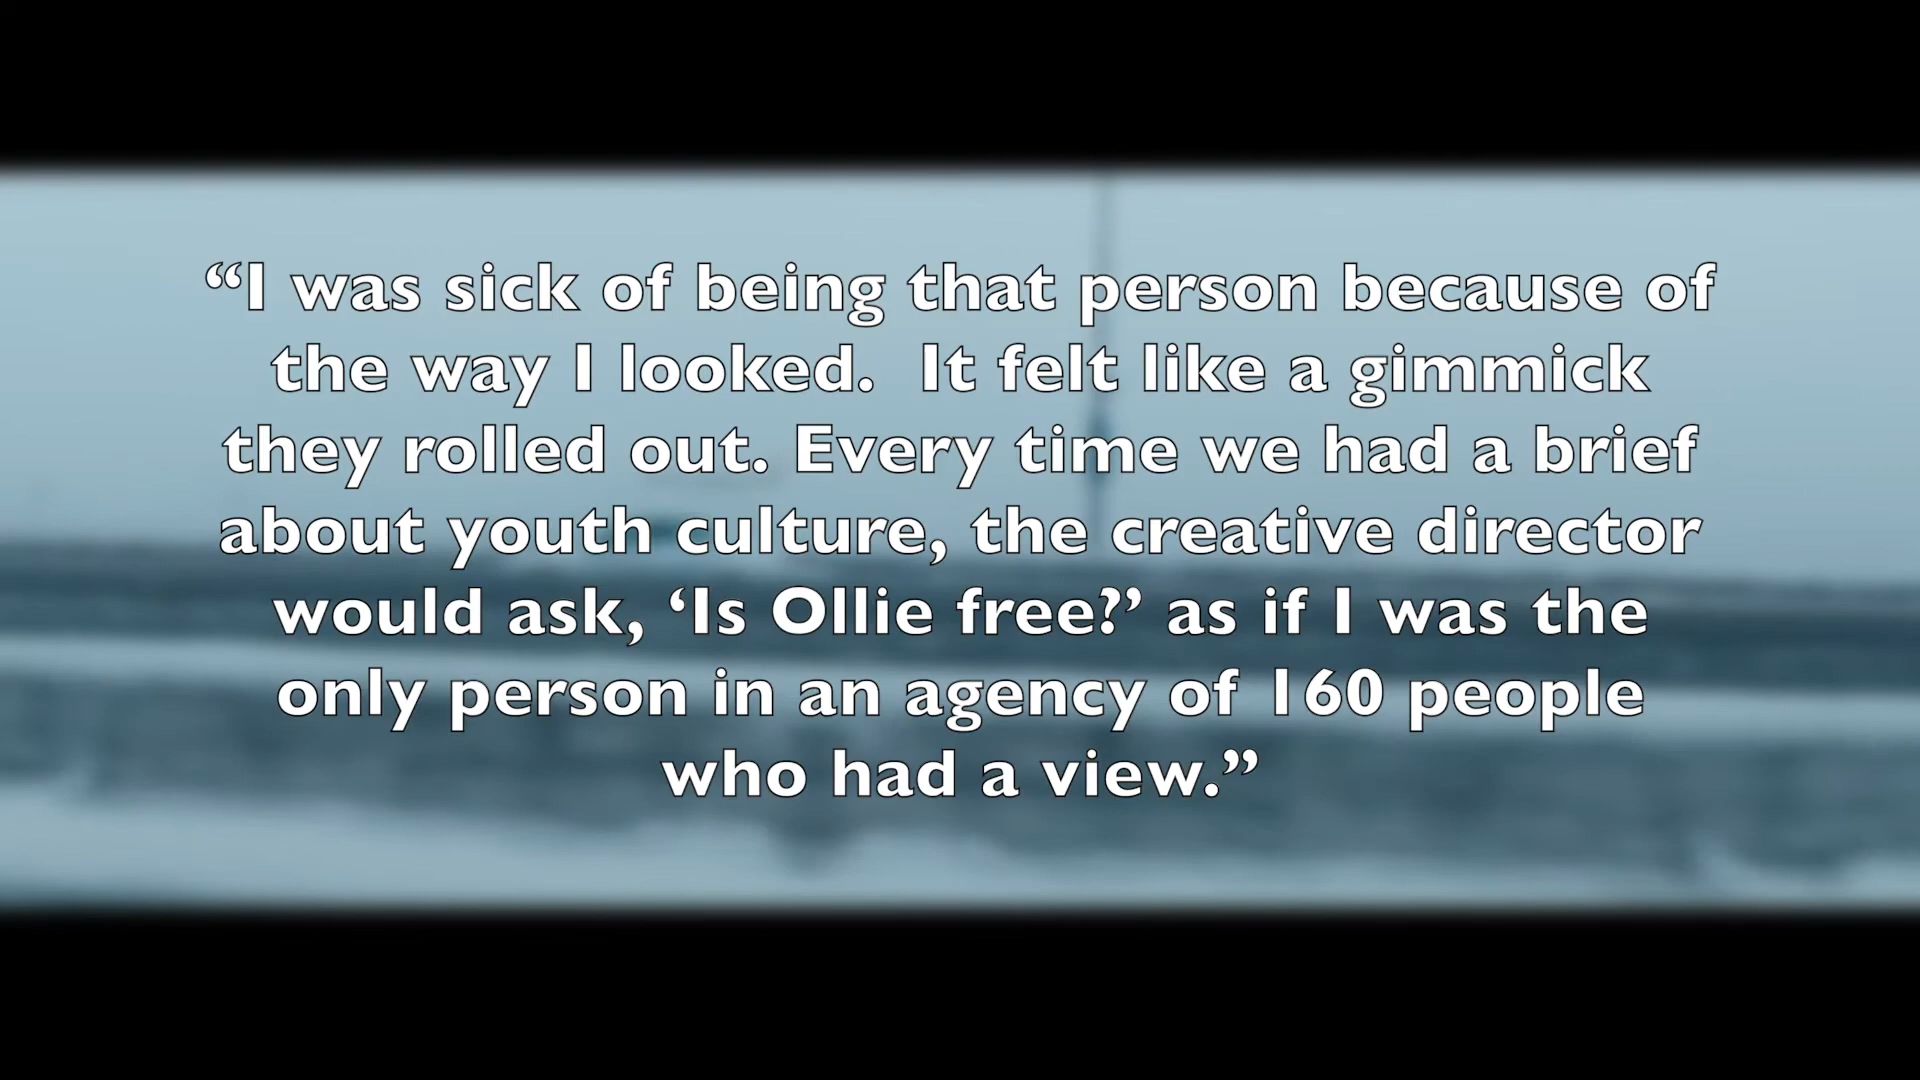 “I was sick of being that person because of
the way I looked.  It felt like a gimmick
they rolled out. Every time we had a brief
about youth culture, the creative director
would ask, ‘Is Ollie free?’ as if I was the
only person in an agency of 160 people
who had a view.”